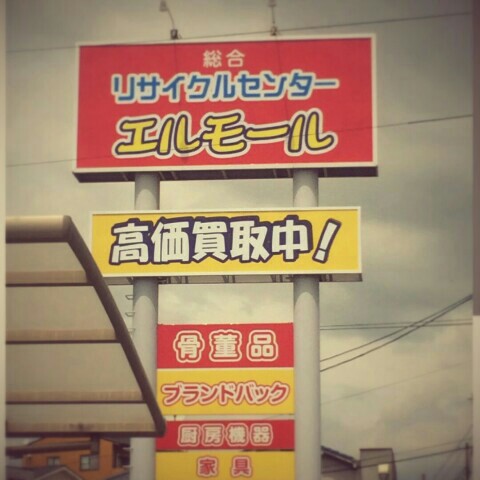 総合
リサイクルセンター
エルモール
高価買取中!
骨董品
ブランドバック
厨房機器
家具